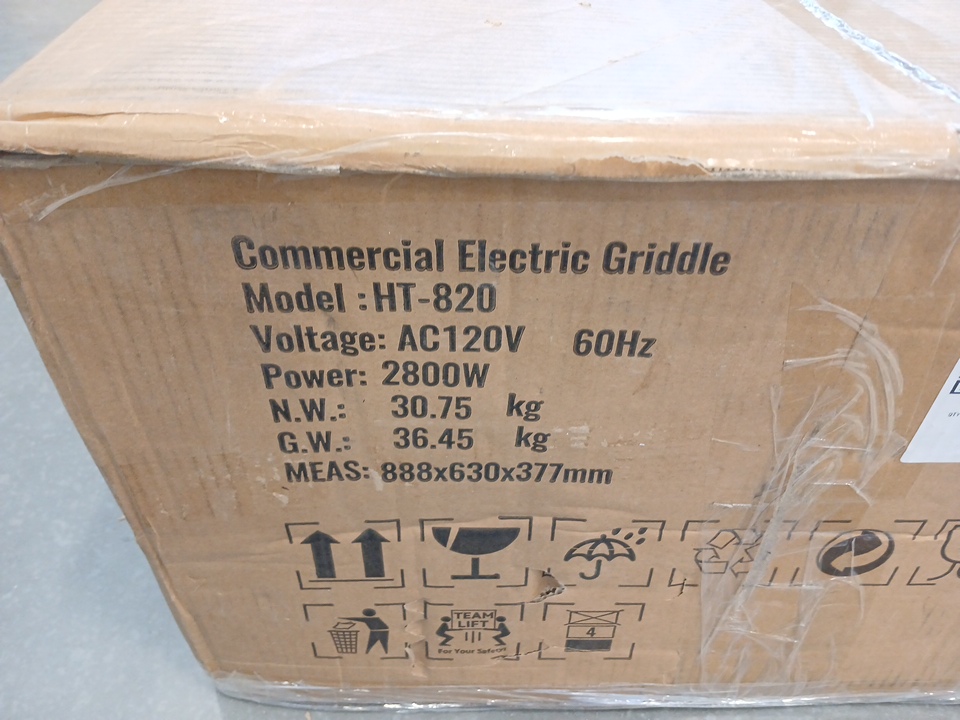 Commercial Electric Griddle
Model :HT-820
Voltage: AC120V 60Hz
Power: 2800W
N.W.: 30.75 kg
G.W.: 36.45 kg
MEAS: 888x630x377mm
TEAM
LIFT
For Your Safety
4